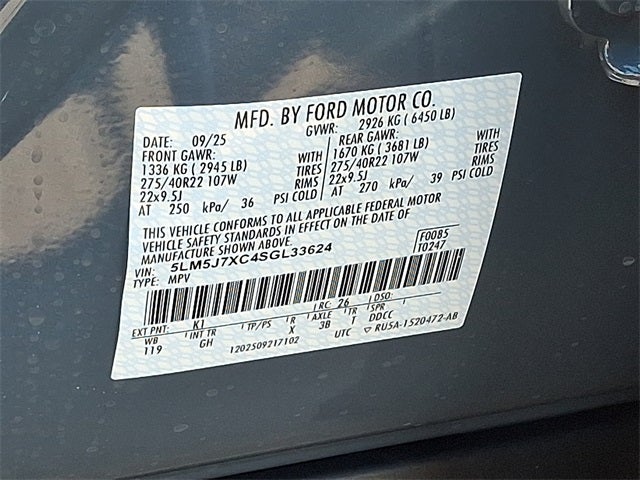 MFD. BY FORD MOTOR CO.
DATE: 09/25 GVWR: 2926 KG ( 6450 LB)
FRONT GAWR: REAR GAWR:
1336 KG ( 2945 LB) WITH 1670 KG ( 3681 LB) WITH
275/40R22 107W TIRES 275/40R22 107W TIRES
22x9.5J RIMS 22x9.5J RIMS
AT 250 kPa/ 36 PSI COLD AT 270 kPa/ 39 PSI COLD
THIS VEHICLE CONFORMS TO ALL APPLICABLE FEDERAL MOTOR
VEHICLE SAFETY STANDARDS IN EFFECT ON THE DATE OF
MANUFACTURE SHOWN ABOVE.
VIN: 5LM5J7XC4SGL33624 F0085
TYPE: MPV T0247
EXT PNT: K1 RC: 26 DSO:
WB INT TR TP/PS R AXLE TR SPR
119 GH X 3B T DDCC
1202509217102 UTC ▽ RU5A-1520472-AB